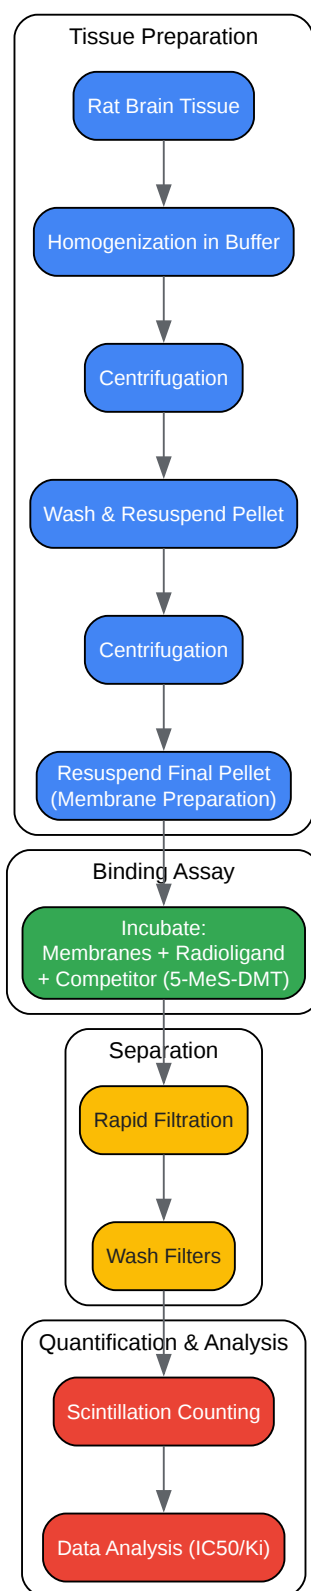 Tissue Preparation
Rat Brain Tissue
Homogenization in Buffer
Centrifugation
Wash & Resuspend Pellet
Centrifugation
Resuspend Final Pellet
(Membrane Preparation)
Binding Assay
Incubate:
Membranes + Radioligand
+ Competitor (5-MeS-DMT)
Separation
Rapid Filtration
Wash Filters
Quantification & Analysis
Scintillation Counting
Data Analysis (IC50/Ki)